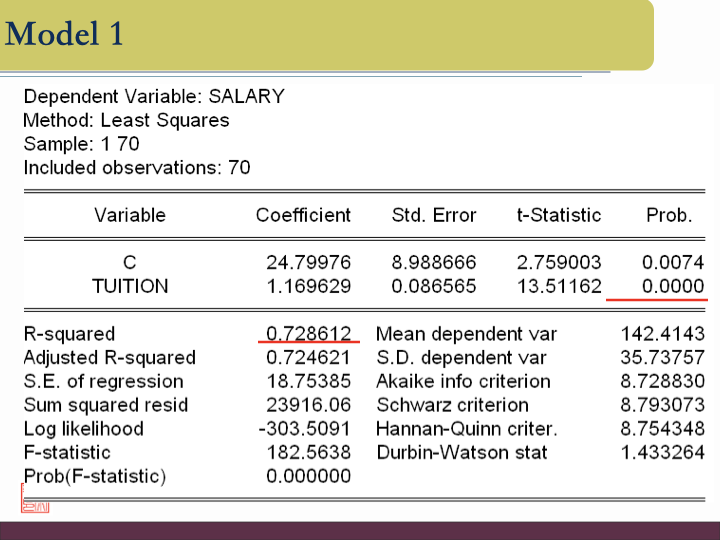 Model 1
Dependent Variable: SALARY
Method: Least Squares
Sample: 1 70
Included observations: 70
Variable Coefficient Std. Error t-Statistic Prob.
C 24.79976 8.988666 2.759003 0.0074
TUITION 1.169629 0.086565 13.51162 0.0000
R-squared 0.728612 Mean dependent var 142.4143
Adjusted R-squared 0.724621 S.D. dependent var 35.73757
S.E. of regression 18.75385 Akaike info criterion 8.728830
Sum squared resid 23916.06 Schwarz criterion 8.793073
Log likelihood -303.5091 Hannan-Quinn criter. 8.754348
F-statistic 182.5638 Durbin-Watson stat 1.433264
Prob(F-statistic) 0.000000